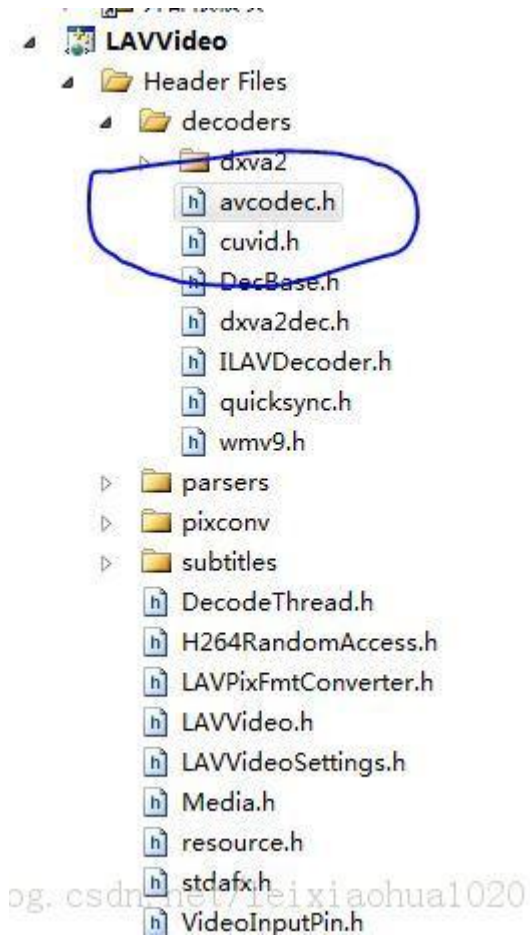 LAVVideo
Header Files
decoders
dxva2
avcodec.h
cuvid.h
DecBase.h
dxva2dec.h
ILAVDecoder.h
quicksync.h
wmv9.h
parsers
pixconv
subtitles
DecodeThread.h
H264RandomAccess.h
LAVPixFmtConverter.h
LAVVideo.h
LAVVideoSettings.h
Media.h
resource.h
stdafx.h
og.csdn.net/leixiaohua1020
VideoInputPin.h